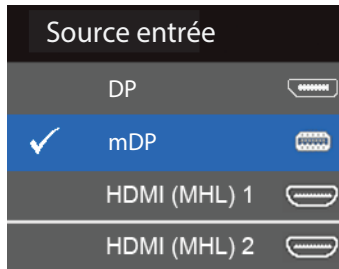 Source entrée
DP
mDP
HDMI (MHL) 1
HDMI (MHL) 2